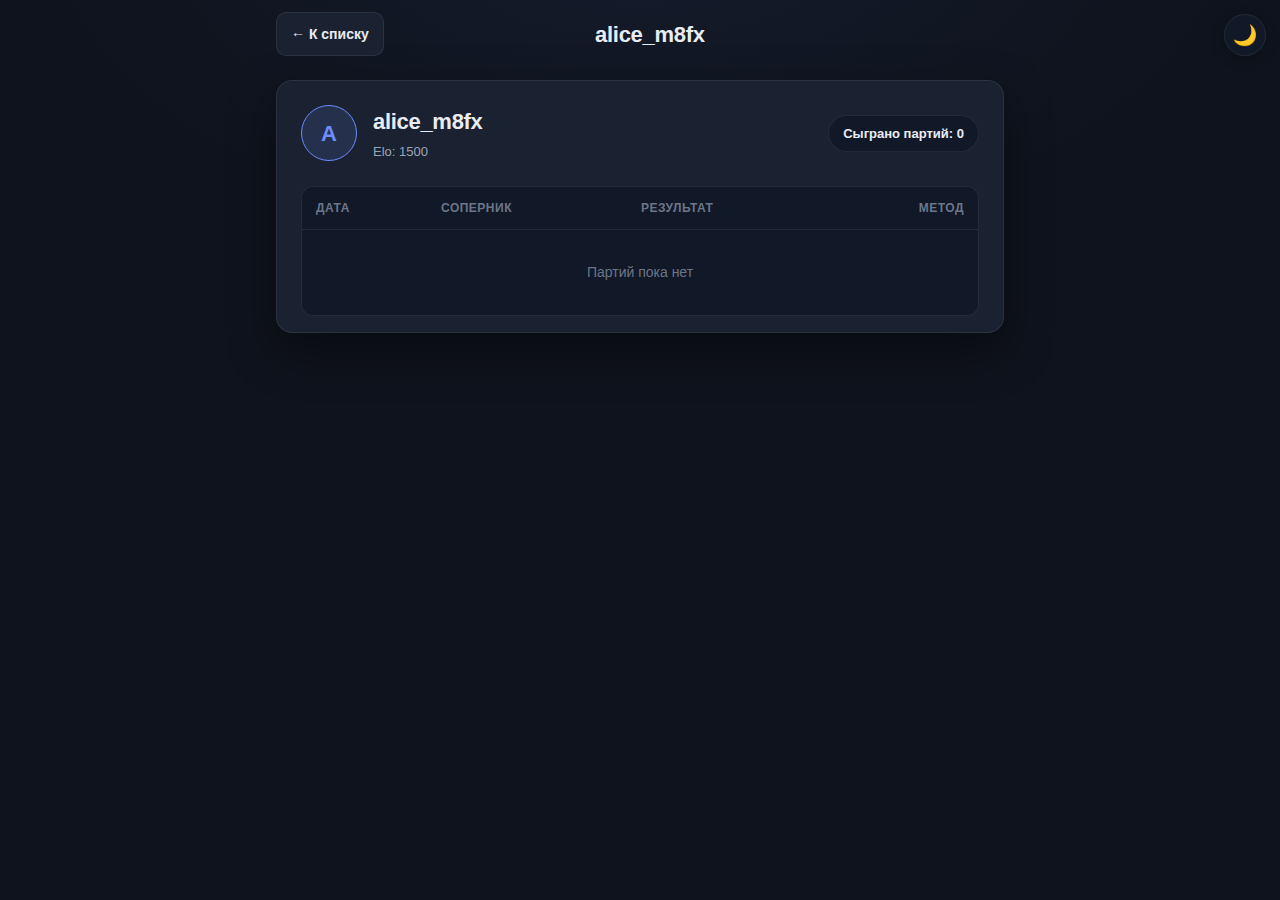 ← К списку
alice_m8fx
A
alice_m8fx
Elo: 1500
Сыграно партий: 0
ДАТА СОПЕРНИК РЕЗУЛЬТАТ МЕТОД
Партий пока нет